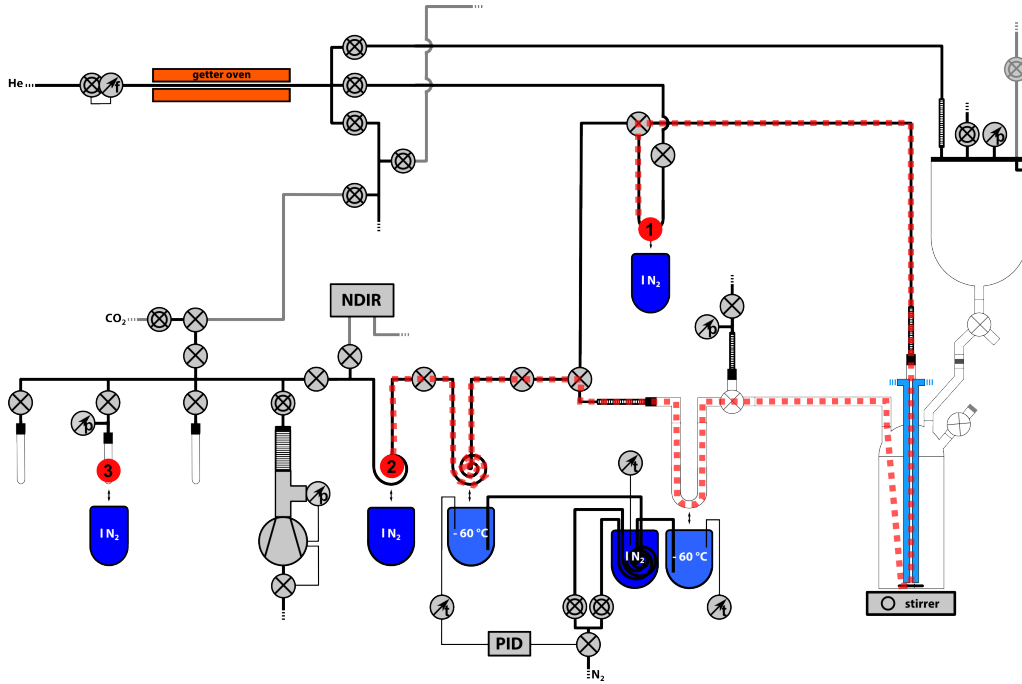 getter oven
He
f
p
1
l N₂
NDIR
CO₂
p
p
2
3
t
p
l N₂
l N₂
- 60 °C
l N₂
- 60 °C
t
t
stirrer
PID
N₂